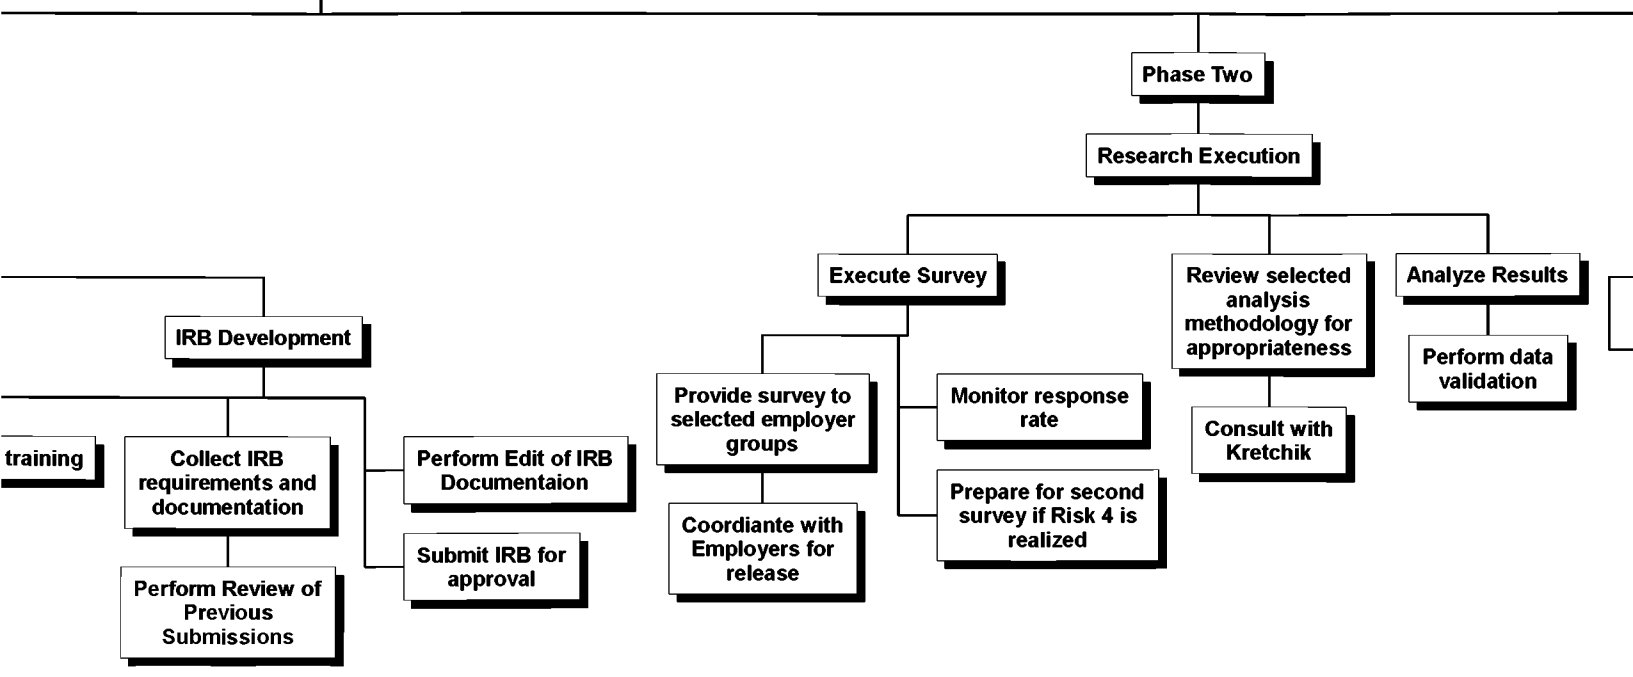 Phase Two
Research Execution
Execute Survey
Review selected
analysis
methodology for
appropriateness
Analyze Results
IRB Development
Perform data
validation
Provide survey to
selected employer
groups
Monitor response
rate
Consult with
Kretchik
training
Collect IRB
requirements and
documentation
Perform Edit of IRB
Documentaion
Prepare for second
survey if Risk 4 is
realized
Coordiante with
Employers for
release
Submit IRB for
approval
Perform Review of
Previous
Submissions